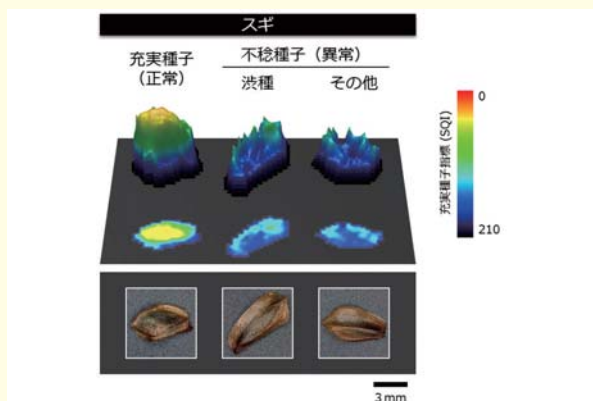 スギ
充実種子
（正常）
不稔種子（異常）
渋種
その他
0
充実種子指標（SQI）
210
3 mm